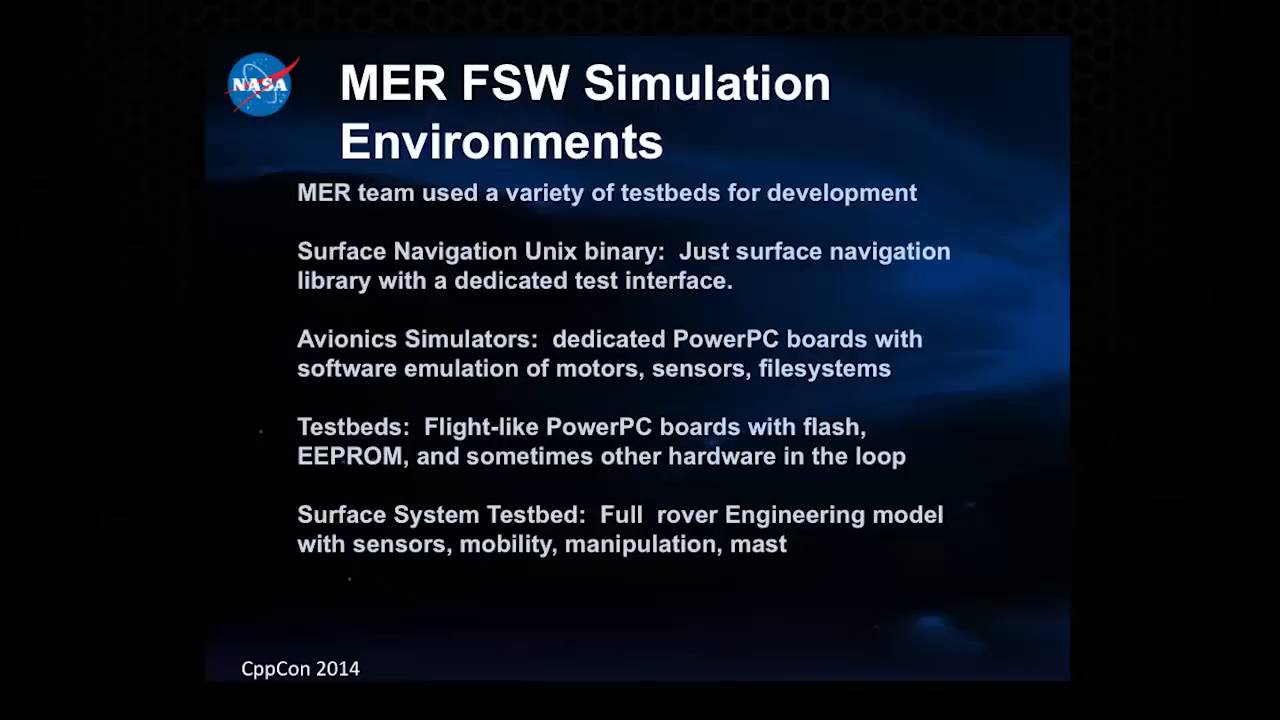 NASA
MER FSW Simulation
Environments
MER team used a variety of testbeds for development
Surface Navigation Unix binary: Just surface navigation
library with a dedicated test interface.
Avionics Simulators: dedicated PowerPC boards with
software emulation of motors, sensors, filesystems
Testbeds: Flight-like PowerPC boards with flash,
EEPROM, and sometimes other hardware in the loop
Surface System Testbed: Full rover Engineering model
with sensors, mobility, manipulation, mast
CppCon 2014